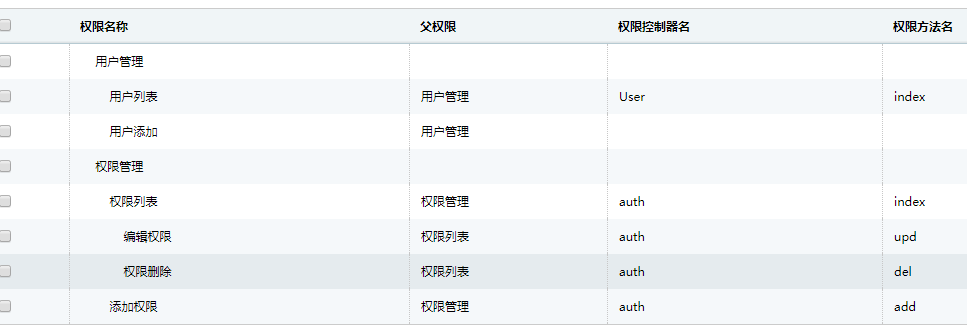 权限名称 父权限 权限控制器名 权限方法名
用户管理
用户列表 用户管理 User index
用户添加 用户管理
权限管理
权限列表 权限管理 auth index
编辑权限 权限列表 auth upd
权限删除 权限列表 auth del
添加权限 权限管理 auth add